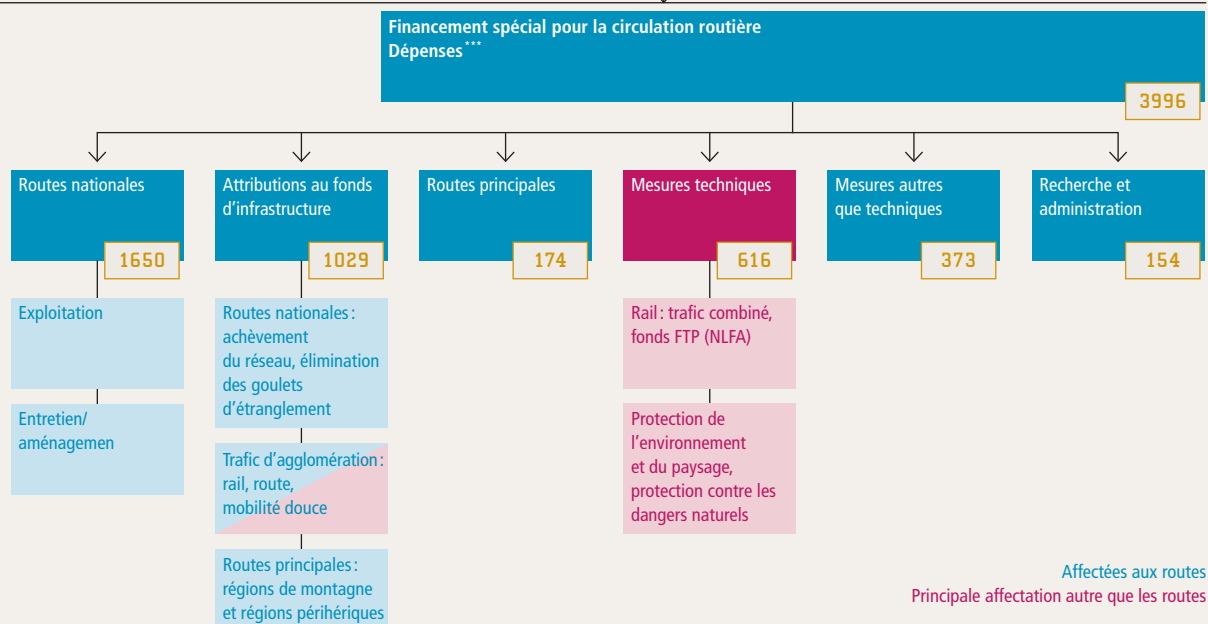 Financement spécial pour la circulation routière
Dépenses***
3996
Routes nationales
1650
Attributions au fonds
d’infrastructure
1029
Routes principales
174
Mesures techniques
616
Mesures autres
que techniques
373
Recherche et
administration
154
Exploitation
Entretien/
aménagemen
Routes nationales :
achèvement
du réseau, élimination
des goulets
d’étranglement
Trafic d’agglomération :
rail, route,
mobilité douce
Routes principales :
régions de montagne
et régions périhériques
Rail : trafic combiné,
fonds FTP (NLFA)
Protection de
l’environnement
et du paysage,
protection contre les
dangers naturels
Affectées aux routes
Principale affectation autre que les routes